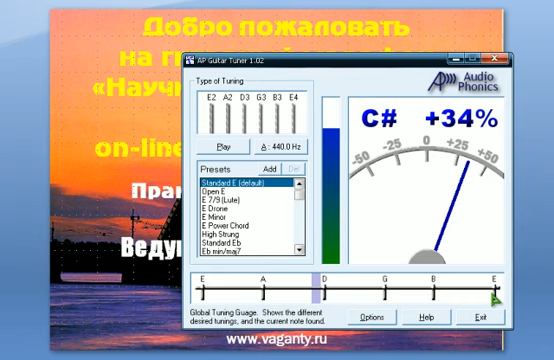 Добро пожаловать
на
«Науч
on-line
Пра
Веду
www.vaganty.ru
AP Guitar Tuner 1.02
Audio
Phonics
Type of Tuning
E2 A2 D3 G3 B3 E4
Play
A : 440.0 Hz
Presets
Add
Del
Standard E (default)
Open E
E 7/9 (Lute)
E Drone
E Minor
E Power Chord
High Strung
Standard Eb
Eb min/maj7
C# +34%
-50 -25 0 +25 +50
E A D G B E
Global Tuning Guage. Shows the different
desired tunings, and the current note found.
Options
Help
Exit